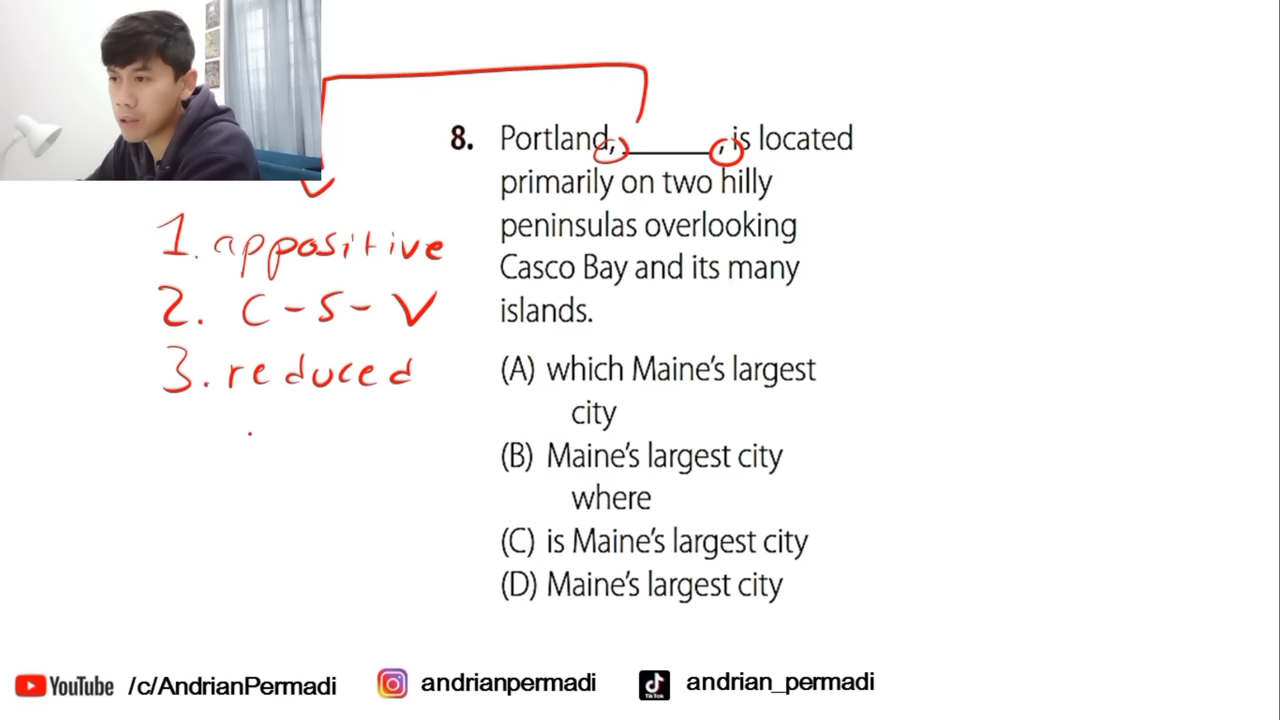 8. Portland, ________, is located
primarily on two hilly
peninsulas overlooking
Casco Bay and its many
islands.
(A) which Maine's largest
city
(B) Maine's largest city
where
(C) is Maine's largest city
(D) Maine's largest city
1. appositive
2. C - S - V
3. reduced
YouTube /c/AndrianPermadi
andrianpermadi
TikTok
andrian_permadi